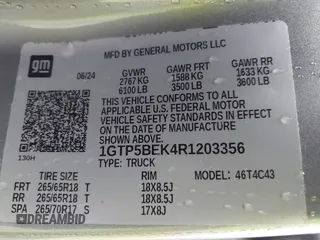 gm
MFD BY GENERAL MOTORS LLC
06/24 GVWR GAWR FRT GAWR RR
2767 KG 1588 KG 1633 KG
6100 LB 3500 LB 3600 LB
THIS VEHICLE CONFORMS TO ALL
APPLICABLE U.S. FEDERAL MOTOR
VEHICLE SAFETY STANDARDS IN EFFECT
ON THE DATE OF MANUFACTURE
SHOWN ABOVE.
1GTP5BEK4R1203356
TYPE: TRUCK
130H
TIRE SIZE RIM MODEL: 46T4C43
FRT 265/65R18 T 18X8.5J
RR 265/65R18 T 18X8.5J
SPA 265/70R17 S 17X8J
DREAMBID